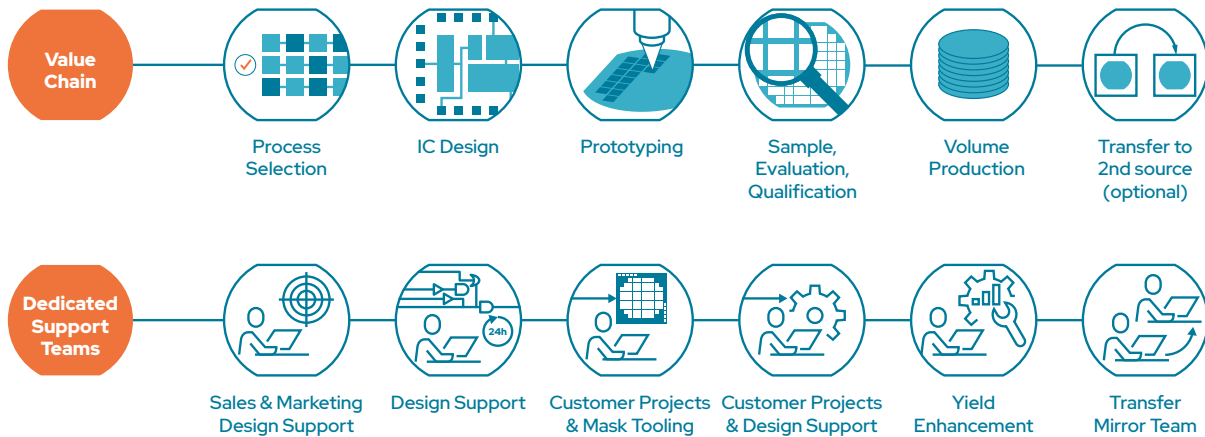 Value
Chain
Process
Selection
IC Design
Prototyping
Sample,
Evaluation,
Qualification
Volume
Production
Transfer to
2nd source
(optional)
Dedicated
Support
Teams
24h
Sales & Marketing
Design Support
Design Support
Customer Projects
& Mask Tooling
Customer Projects
& Design Support
Yield
Enhancement
Transfer
Mirror Team